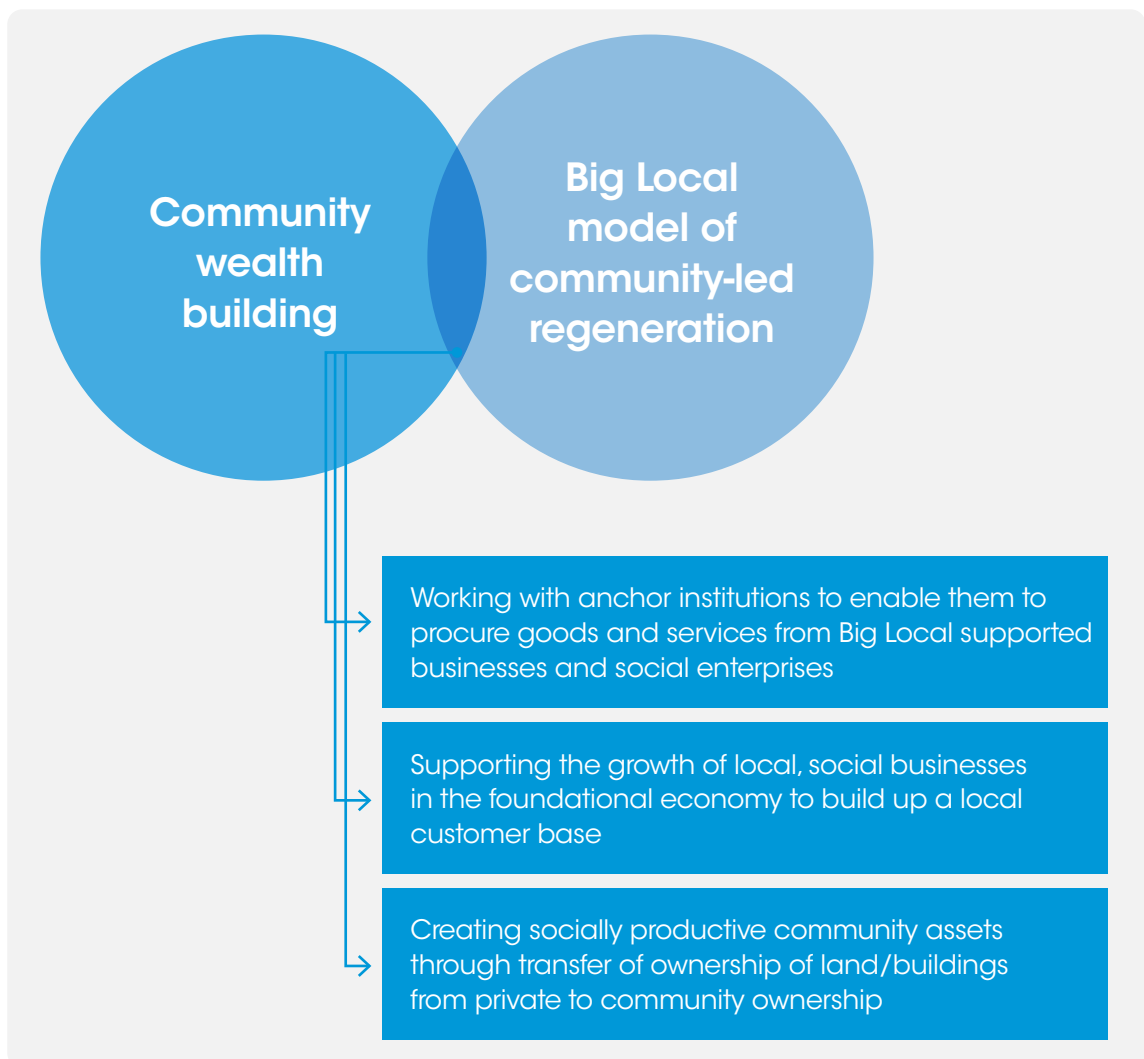 Community
wealth
building
Big Local
model of
community-led
regeneration
Working with anchor institutions to enable them to
procure goods and services from Big Local supported
businesses and social enterprises
Supporting the growth of local, social businesses
in the foundational economy to build up a local
customer base
Creating socially productive community assets
through transfer of ownership of land/buildings
from private to community ownership